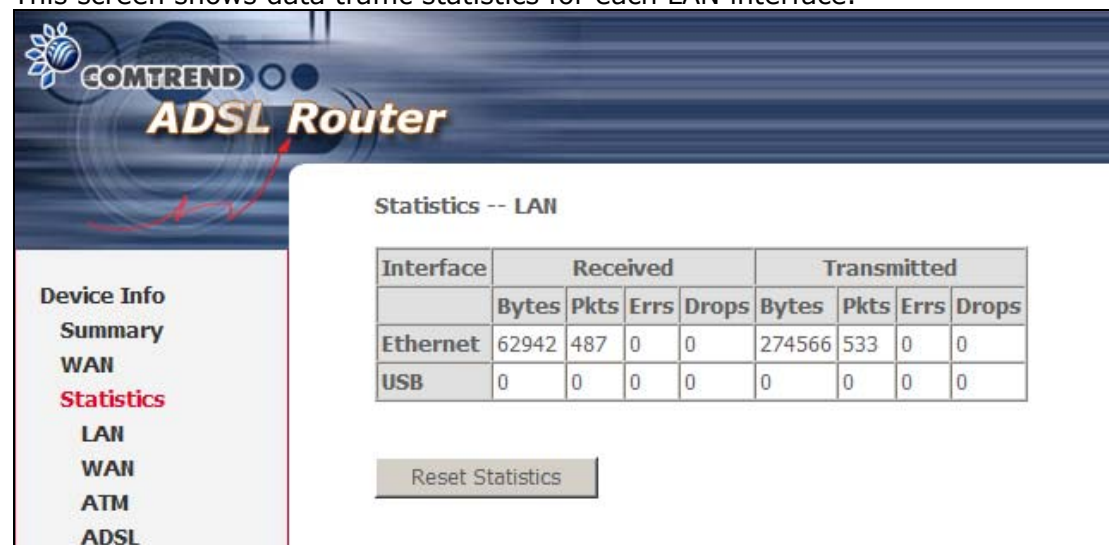 This screen shows data traffic statistics for each LAN interface.
COMTREND
ADSL Router
Statistics -- LAN
Interface Received Transmitted
Bytes Pkts Errs Drops Bytes Pkts Errs Drops
Ethernet 62942 487 0 0 274566 533 0 0
USB 0 0 0 0 0 0 0 0
Reset Statistics
Device Info
Summary
WAN
Statistics
LAN
WAN
ATM
ADSL